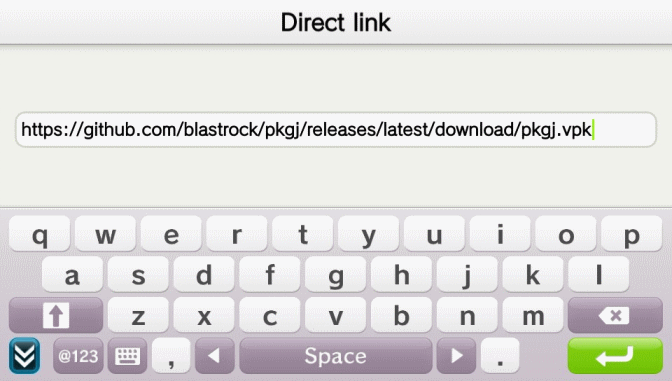 Direct link
https://github.com/blastrock/pkgj/releases/latest/download/pkgj.vpk
q w e r t y u i o p
a s d f g h j k l
z x c v b n m
@123 , Space .